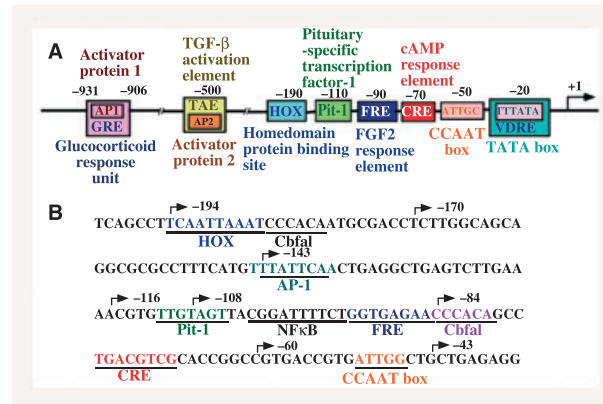 A
Activator
protein 1
TGF-β
activation
element
Pituitary
-specific
transcription
factor-1
cAMP
response
element
−931 −906 −500 −190 −110 −90 −70 −50 −20 +1
AP1 TAE HOX Pit-1 FRE CRE ATTGC TTTATA
GRE AP2 VDRE
Glucocorticoid
response
unit
Activator
protein 2
Homedomain
protein binding
site
FGF2
response
element
CCAAT
box
TATA box
B
−194 −170
TCAGCCTTCAATTAAATCCCACAATGCGACCTCTTGGCAGCA
HOX Cbfal
−143
GGCGCGCCTTTCATGTTTATTCAACTGAGGCTGAGTCTTGAA
AP-1
−116 −108 −84
AACGTGTTGTAGTTACGGATTTTCTGGTGAGAACCCACAGCC
Pit-1 NFκB FRE Cbfal
TGACGTCGCACCGGCCGTGACCGTGATTGGCTGCTGAGAGG
−60 −43
CRE CCAAT box